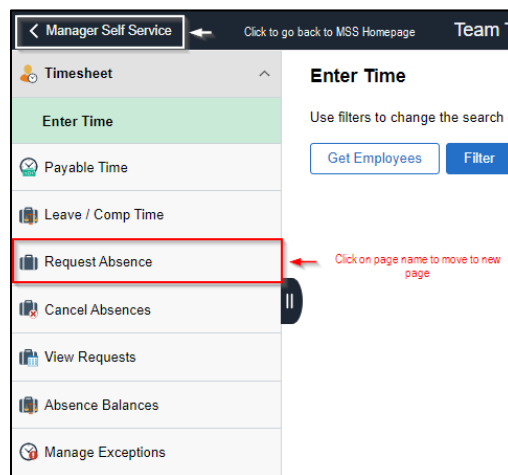 Manager Self Service
Click to go back to MSS Homepage
Team
Timesheet
Enter Time
Payable Time
Leave / Comp Time
Request Absence
Cancel Absences
View Requests
Absence Balances
Manage Exceptions
Enter Time
Use filters to change the search
Get Employees
Filter
Click on page name to move to new
page